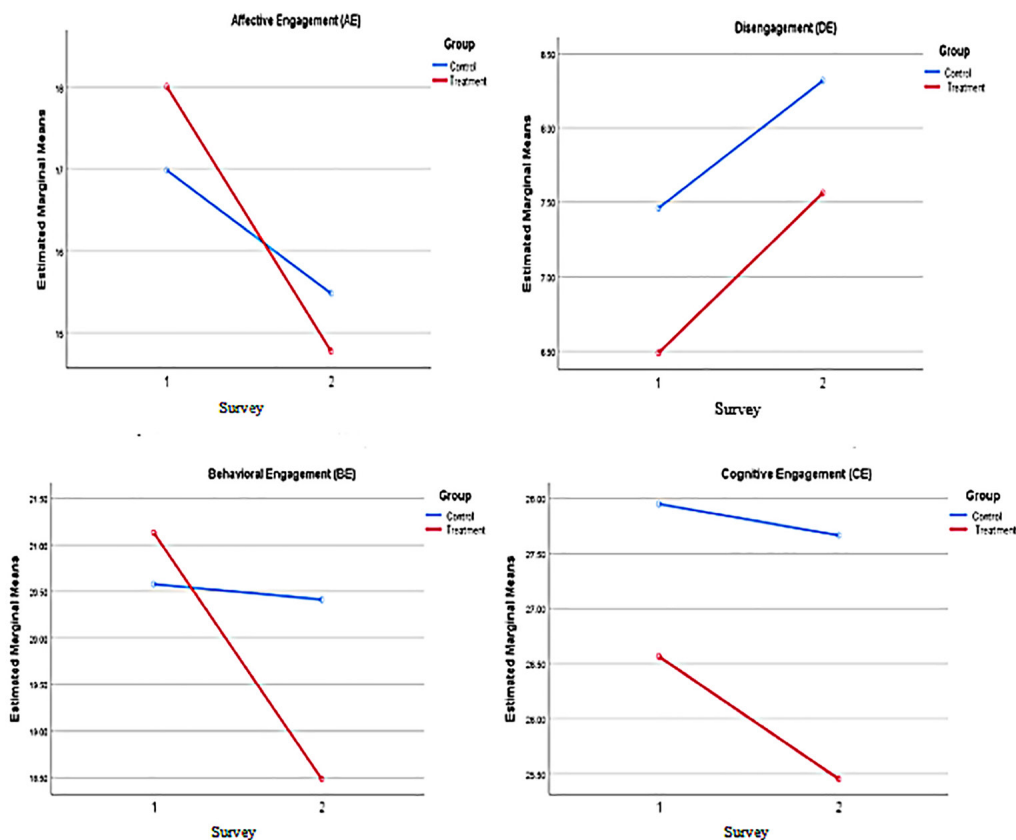 Affective Engagement (AE)
Group
Control
Treatment
Estimated Marginal Means
18
17
16
15
1
2
Survey
Disengagement (DE)
Group
Control
Treatment
Estimated Marginal Means
8.50
8.00
7.50
7.00
6.50
1
2
Survey
Behavioral Engagement (BE)
Group
Control
Treatment
Estimated Marginal Means
21.50
21.00
20.50
20.00
19.50
19.00
18.50
1
2
Survey
Cognitive Engagement (CE)
Group
Control
Treatment
Estimated Marginal Means
28.00
27.50
27.00
26.50
26.00
25.50
1
2
Survey